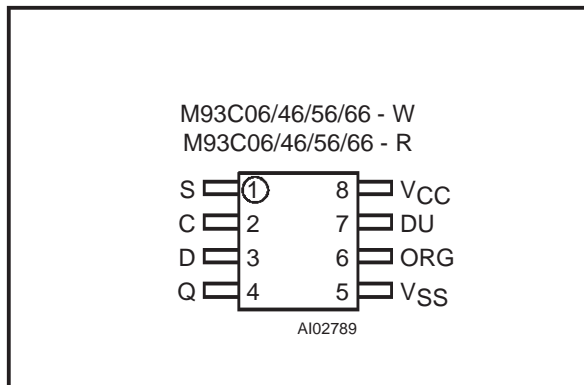 M93C06/46/56/66 - W
M93C06/46/56/66 - R
S 1 8 VCC
C 2 7 DU
D 3 6 ORG
Q 4 5 VSS
AI02789